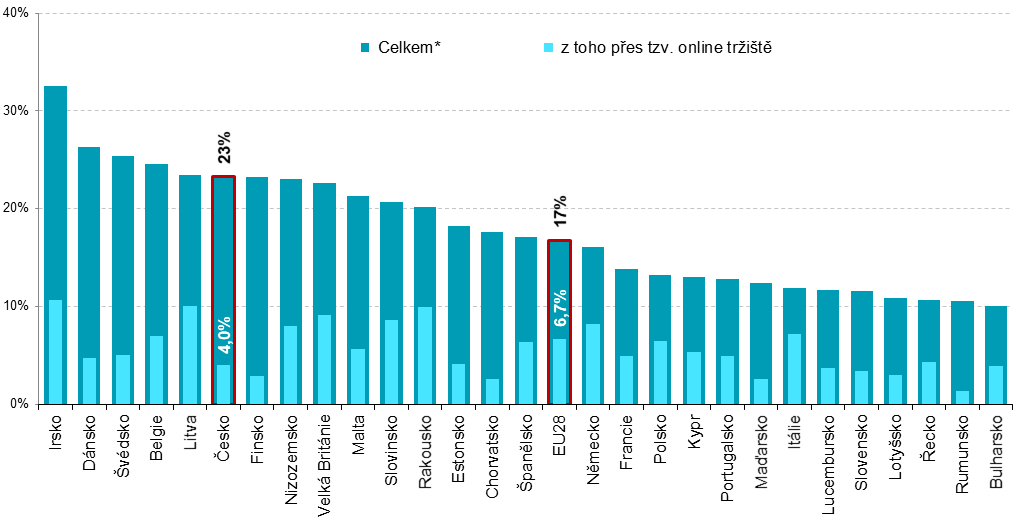 40%
30%
20%
10%
0%
Celkem*
z toho přes tzv. online tržiště
23%
4,0%
17%
6,7%
Irsko
Dánsko
Švédsko
Belgie
Litva
Česko
Finsko
Nizozemsko
Velká Británie
Malta
Slovinsko
Rakousko
Estonsko
Chorvatsko
Španělsko
EU28
Německo
Francie
Polsko
Kypr
Portugalsko
Maďarsko
Itálie
Lucembursko
Slovensko
Lotyšsko
Řecko
Rumunsko
Bulharsko